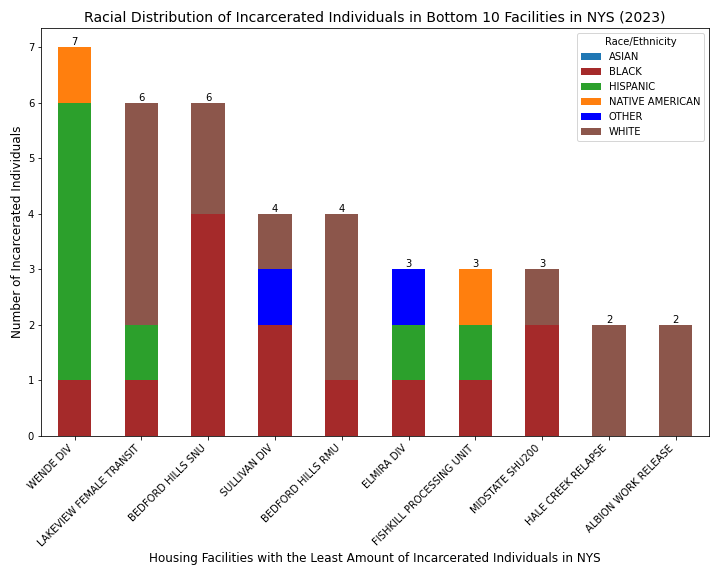 Racial Distribution of Incarcerated Individuals in Bottom 10 Facilities in NYS (2023)
Number of Incarcerated Individuals
7
6
5
4
3
2
1
0
7
6
6
4
4
3
3
3
2
2
Race/Ethnicity
ASIAN
BLACK
HISPANIC
NATIVE AMERICAN
OTHER
WHITE
WENDE DIV
LAKEVIEW FEMALE TRANSIT
BEDFORD HILLS SNU
SULLIVAN DIV
BEDFORD HILLS RMU
ELMIRA DIV
FISHKILL PROCESSING UNIT
MIDSTATE SHU200
HALE CREEK RELAPSE
ALBION WORK RELEASE
Housing Facilities with the Least Amount of Incarcerated Individuals in NYS